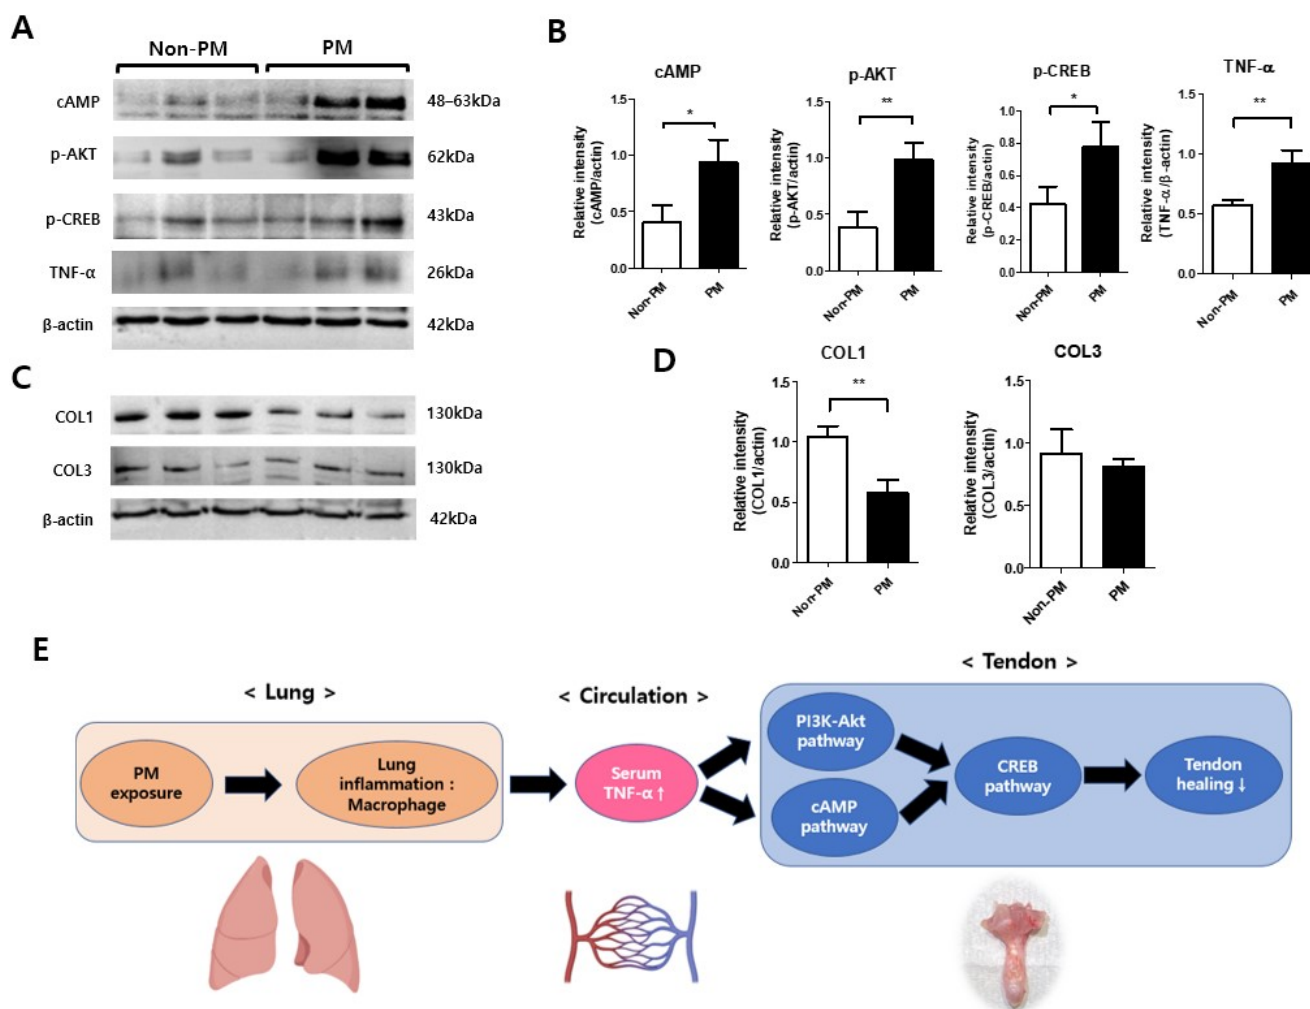 A
Non-PM PM
cAMP 48–63kDa
p-AKT 62kDa
p-CREB 43kDa
TNF-α 26kDa
β-actin 42kDa
B
cAMP
Relative intensity
(cAMP/actin)
1.5
1.0
0.5
0.0
*
Non-PM PM
p-AKT
Relative intensity
(p-AKT/actin)
1.5
1.0
0.5
0.0
**
Non-PM PM
p-CREB
Relative intensity
(p-CREB/actin)
1.0
0.8
0.6
0.4
0.2
0.0
*
Non-PM PM
TNF-α
Relative intensity
(TNF-α/β-actin)
1.5
1.0
0.5
0.0
**
Non-PM PM
C
COL1 130kDa
COL3 130kDa
β-actin 42kDa
D
COL1
Relative intensity
(COL1/actin)
1.5
1.0
0.5
0.0
**
Non-PM PM
COL3
Relative intensity
(COL3/actin)
1.5
1.0
0.5
0.0
Non-PM PM
E
< Lung >
PM
exposure
Lung
inflammation :
Macrophage
< Circulation >
Serum
TNF-α ↑
< Tendon >
PI3K-Akt
pathway
cAMP
pathway
CREB
pathway
Tendon
healing ↓